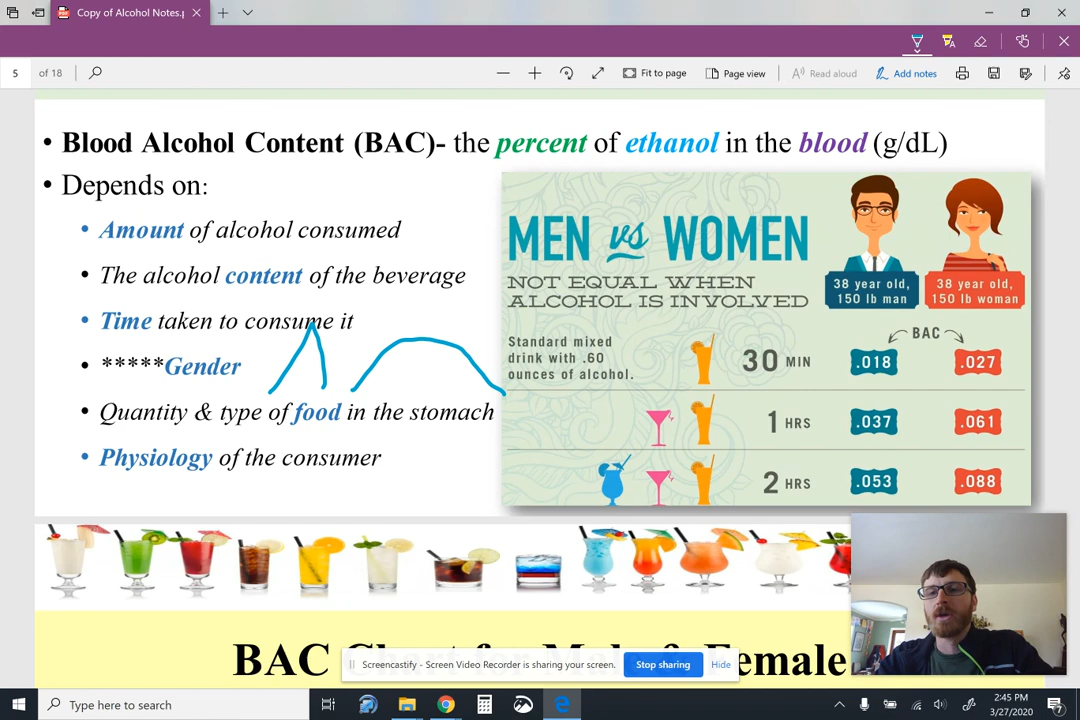 Copy of Alcohol Notes.p
5 of 18
Fit to page
Page view
Read aloud
Add notes
• Blood Alcohol Content (BAC)- the percent of ethanol in the blood (g/dL)
• Depends on:
• Amount of alcohol consumed
• The alcohol content of the beverage
• Time taken to consume it
• *****Gender
• Quantity & type of food in the stomach
• Physiology of the consumer
MEN vs WOMEN
NOT EQUAL WHEN
ALCOHOL IS INVOLVED
38 year old,
150 lb man
38 year old,
150 lb woman
BAC
Standard mixed
drink with .60
ounces of alcohol.
30 MIN .018 .027
1 HRS .037 .061
2 HRS .053 .088
BAC Chart for Male & Female
Screencastify - Screen Video Recorder is sharing your screen.
Stop sharing
Hide
Type here to search
2:45 PM
3/27/2020
7